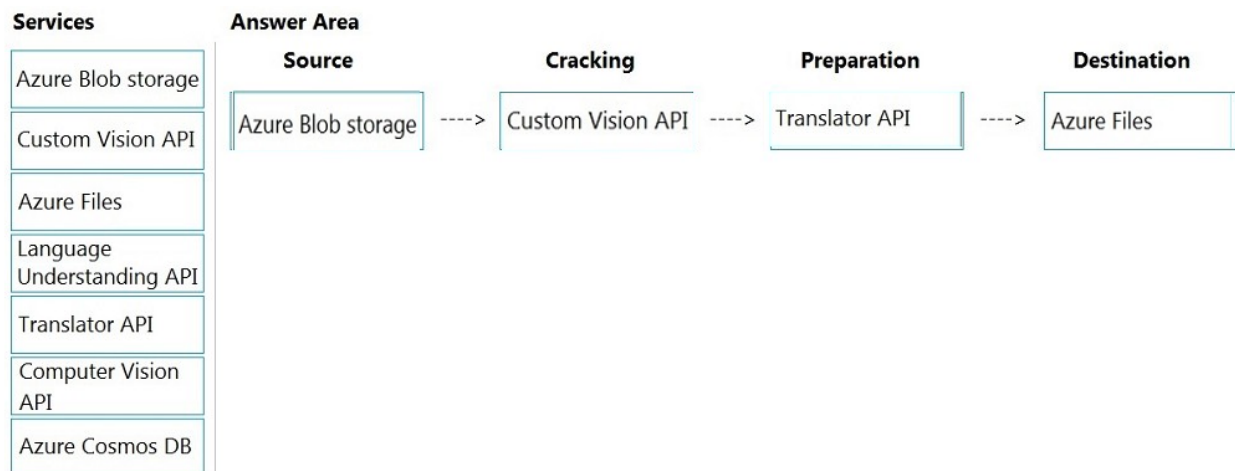 Services
Answer Area
Azure Blob storage
Custom Vision API
Azure Files
Language
Understanding API
Translator API
Computer Vision
API
Azure Cosmos DB
Source
Cracking
Preparation
Destination
Azure Blob storage
---->
Custom Vision API
---->
Translator API
---->
Azure Files